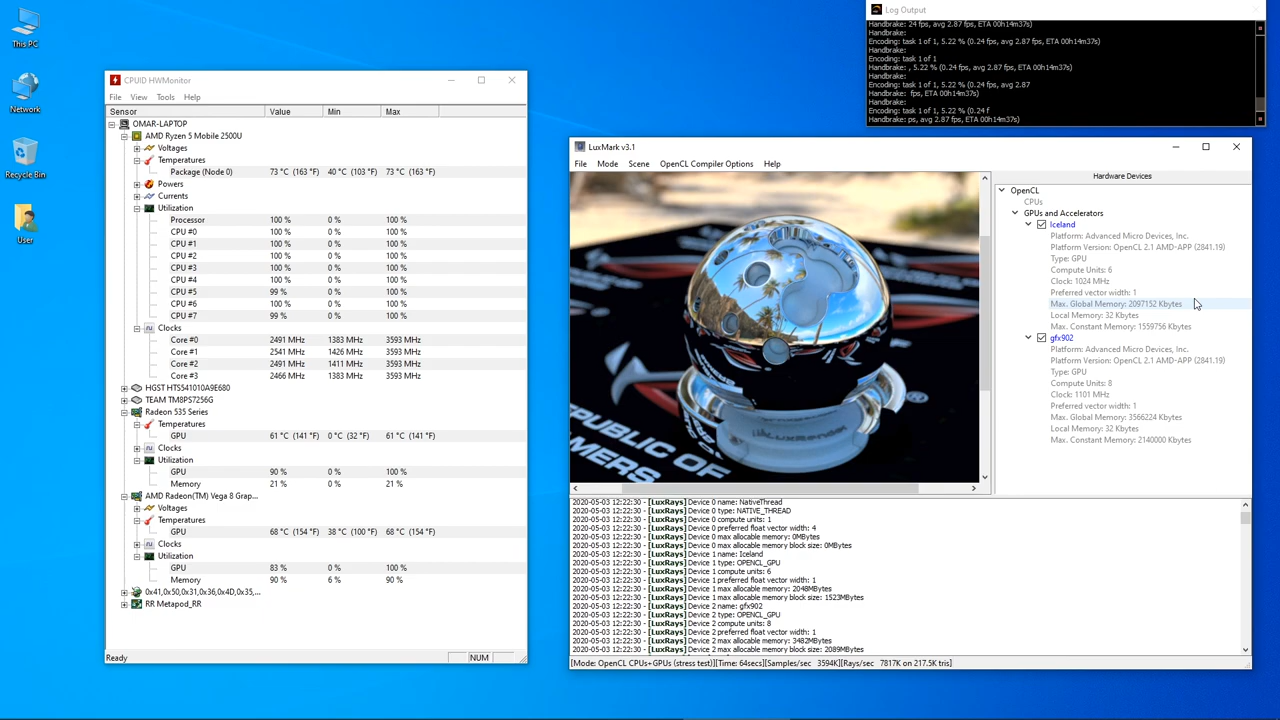 This PC
Network
Recycle Bin
User
CPUID HWMonitor
File View Tools Help
Sensor Value Min Max
OMAR-LAPTOP
AMD Ryzen 5 Mobile 2500U
Voltages
Temperatures
Package (Node 0) 73 °C (163 °F) 40 °C (103 °F) 73 °C (163 °F)
Powers
Currents
Utilization
Processor 100 % 0 % 100 %
CPU #0 100 % 0 % 100 %
CPU #1 100 % 0 % 100 %
CPU #2 100 % 0 % 100 %
CPU #3 100 % 0 % 100 %
CPU #4 100 % 0 % 100 %
CPU #5 99 % 0 % 100 %
CPU #6 100 % 0 % 100 %
CPU #7 99 % 0 % 100 %
Clocks
Core #0 2491 MHz 1383 MHz 3593 MHz
Core #1 2541 MHz 1426 MHz 3593 MHz
Core #2 2491 MHz 1411 MHz 3593 MHz
Core #3 2466 MHz 1383 MHz 3593 MHz
HGST HTS541010A9E680
TEAM TM8PS7256G
Radeon 535 Series
Temperatures
GPU 61 °C (141 °F) 0 °C (32 °F) 61 °C (141 °F)
Clocks
Utilization
GPU 90 % 0 % 100 %
Memory 21 % 0 % 21 %
AMD Radeon(TM) Vega 8 Grap...
Voltages
Temperatures
GPU 68 °C (154 °F) 38 °C (100 °F) 68 °C (154 °F)
Clocks
Utilization
GPU 83 % 0 % 100 %
Memory 90 % 6 % 90 %
0x41,0x50,0x31,0x36,0x4D,0x35,...
RR Metapod_RR
Ready NUM
Log Output
Handbrake: 24 fps, avg 2.87 fps, ETA 00h14m37s)
Handbrake:
Encoding: task 1 of 1, 5.22 % (0.24 fps, avg 2.87 fps, ETA 00h14m37s)
Handbrake:
Encoding: task 1 of 1
Handbrake: , 5.22 % (0.24 fps, avg 2.87 fps, ETA 00h14m37s)
Handbrake:
Encoding: task 1 of 1, 5.22 % (0.24 fps, avg 2.87
Handbrake: fps, ETA 00h14m37s)
Handbrake:
Encoding: task 1 of 1, 5.22 % (0.24 f
Handbrake: ps, avg 2.87 fps, ETA 00h14m37s)
LuxMark v3.1
File Mode Scene OpenCL Compiler Options Help
PUBLIC OF
MERS
LuxRender
Hardware Devices
OpenCL
CPUs
GPUs and Accelerators
Iceland
Platform: Advanced Micro Devices, Inc.
Platform Version: OpenCL 2.1 AMD-APP (2841.19)
Type: GPU
Compute Units: 6
Clock: 1024 MHz
Preferred vector width: 1
Max. Global Memory: 2097152 Kbytes
Local Memory: 32 Kbytes
Max. Constant Memory: 1559756 Kbytes
gfx902
Platform: Advanced Micro Devices, Inc.
Platform Version: OpenCL 2.1 AMD-APP (2841.19)
Type: GPU
Compute Units: 8
Clock: 1101 MHz
Preferred vector width: 1
Max. Global Memory: 3566224 Kbytes
Local Memory: 32 Kbytes
Max. Constant Memory: 2140000 Kbytes
2020-05-03 12:22:30 - [LuxRays] Device 0 name: NativeThread
2020-05-03 12:22:30 - [LuxRays] Device 0 type: NATIVE_THREAD
2020-05-03 12:22:30 - [LuxRays] Device 0 compute units: 1
2020-05-03 12:22:30 - [LuxRays] Device 0 preferred float vector width: 4
2020-05-03 12:22:30 - [LuxRays] Device 0 max allocable memory: 0MBytes
2020-05-03 12:22:30 - [LuxRays] Device 0 max allocable memory block size: 0MBytes
2020-05-03 12:22:30 - [LuxRays] Device 1 name: Iceland
2020-05-03 12:22:30 - [LuxRays] Device 1 type: OPENCL_GPU
2020-05-03 12:22:30 - [LuxRays] Device 1 compute units: 6
2020-05-03 12:22:30 - [LuxRays] Device 1 preferred float vector width: 1
2020-05-03 12:22:30 - [LuxRays] Device 1 max allocable memory: 2048MBytes
2020-05-03 12:22:30 - [LuxRays] Device 1 max allocable memory block size: 1523MBytes
2020-05-03 12:22:30 - [LuxRays] Device 2 name: gfx902
2020-05-03 12:22:30 - [LuxRays] Device 2 type: OPENCL_GPU
2020-05-03 12:22:30 - [LuxRays] Device 2 compute units: 8
2020-05-03 12:22:30 - [LuxRays] Device 2 preferred float vector width: 1
2020-05-03 12:22:30 - [LuxRays] Device 2 max allocable memory: 3482MBytes
2020-05-03 12:22:30 - [LuxRays] Device 2 max allocable memory block size: 2089MBytes
[Mode: OpenCL CPUs+GPUs (stress test)][Time: 64secs][Samples/sec 3594K][Rays/sec 7817K on 217.5K tris]